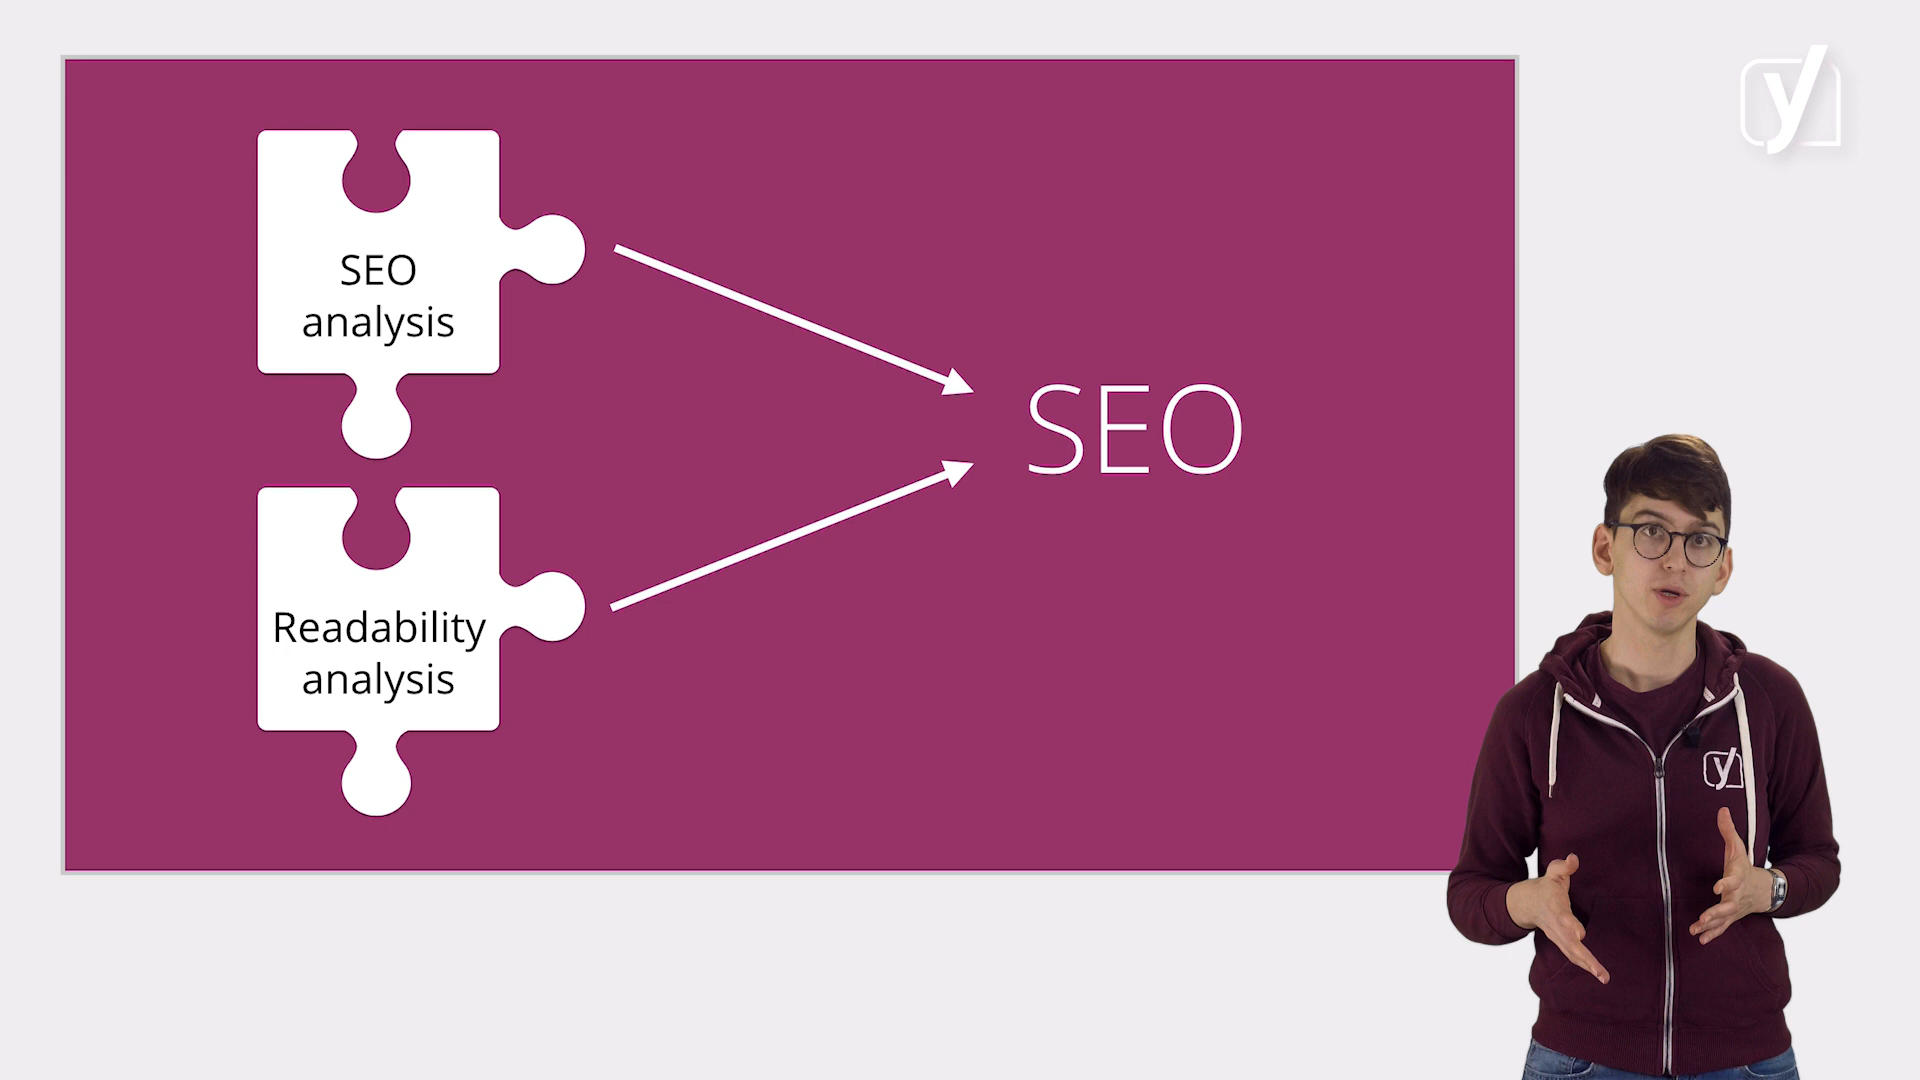 SEO
analysis
SEO
Readability
analysis
y
y